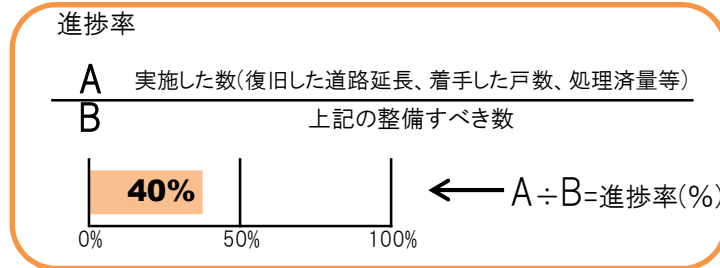 進捗率
A 実施した数(復旧した道路延長、着手した戸数、処理済量等)
B 上記の整備すべき数
40% A÷B=進捗率(%)
0% 50% 100%